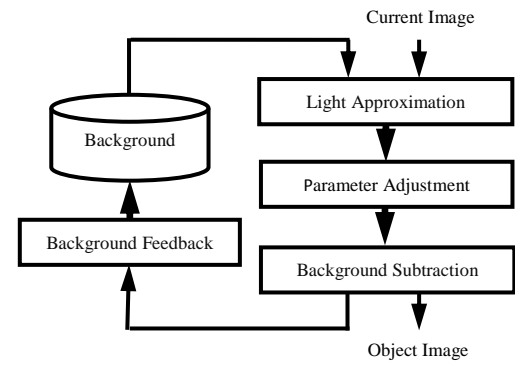 Current Image
Light Approximation
Background
Parameter Adjustment
Background Feedback
Background Subtraction
Object Image